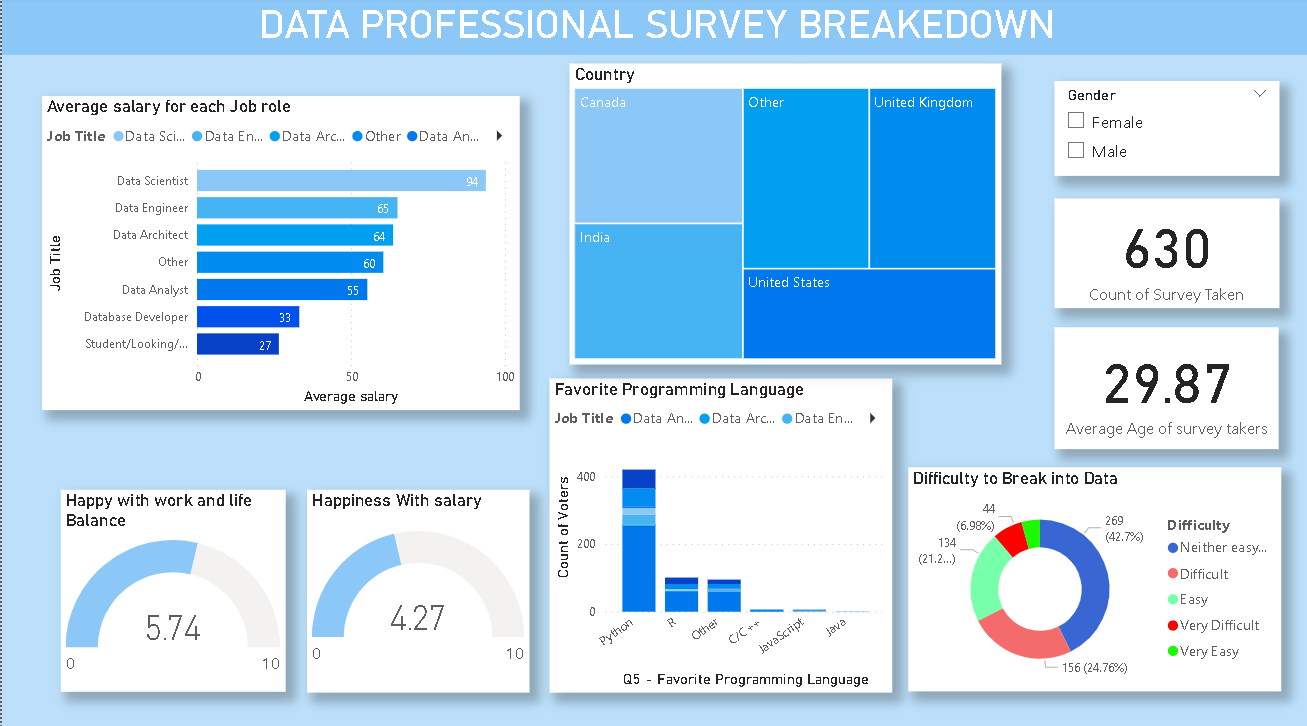 DATA PROFESSIONAL SURVEY BREAKDOWN
Average salary for each Job role
Job Title Data Sci... Data En... Data Arc... Other Data An...
Job Title
Data Scientist 94
Data Engineer 65
Data Architect 64
Other 60
Data Analyst 55
Database Developer 33
Student/Looking/... 27
0 50 100
Average salary
Country
Canada
Other
United Kingdom
India
United States
Gender
Female
Male
630
Count of Survey Taken
29.87
Average Age of survey takers
Happy with work and life
Balance
5.74
0 10
Happiness With salary
4.27
0 10
Favorite Programming Language
Job Title Data An... Data Arc... Data En...
Count of Voters
400
200
0
Python R Other C/C++ JavaScript Java
Q5 - Favorite Programming Language
Difficulty to Break into Data
44
(6.98%)
269
(42.7%)
134
(21.2...)
156 (24.76%)
Difficulty
Neither easy...
Difficult
Easy
Very Difficult
Very Easy